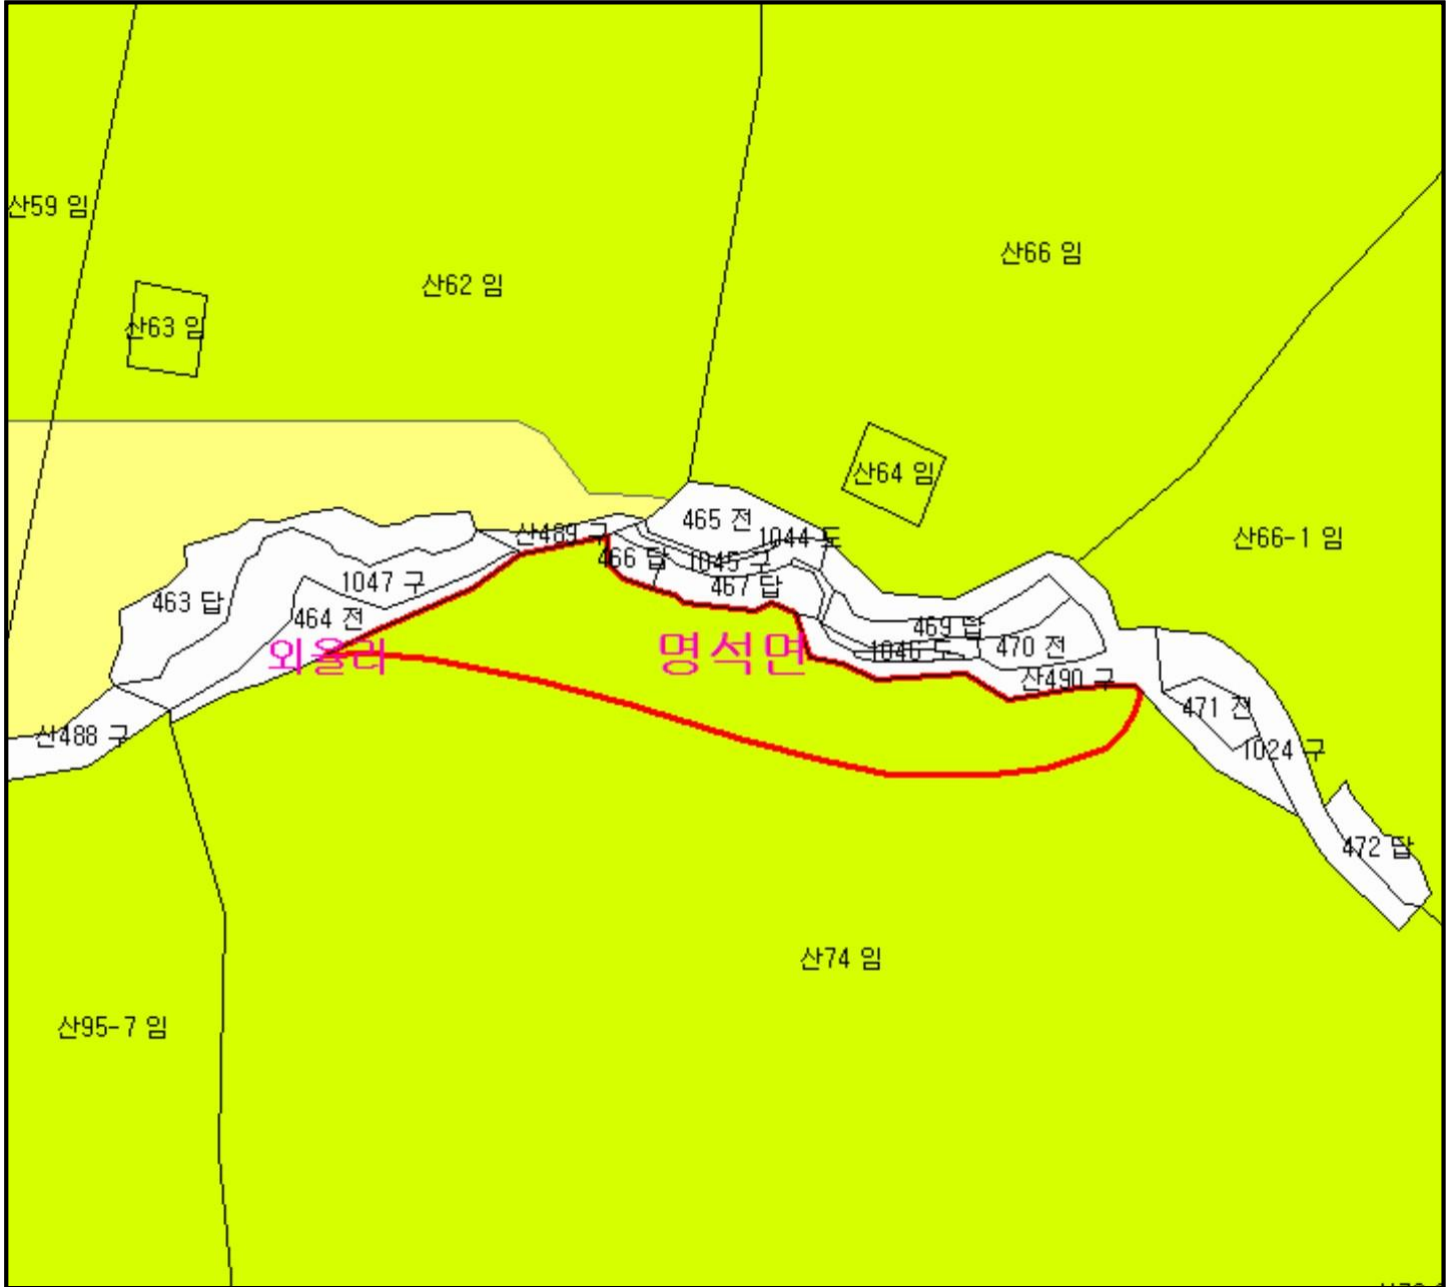 산59 임
산66 임
산62 임
산63 임
산64 임
465 전
산489 구
1044 도
산66-1 임
466 답
1045 구
1047 구
467 답
463 답
464 전
469 답
외율리
명석면
1046 도
470 전
산490 구
471 전
산488 구
1024 구
472 답
산74 임
산95-7 임